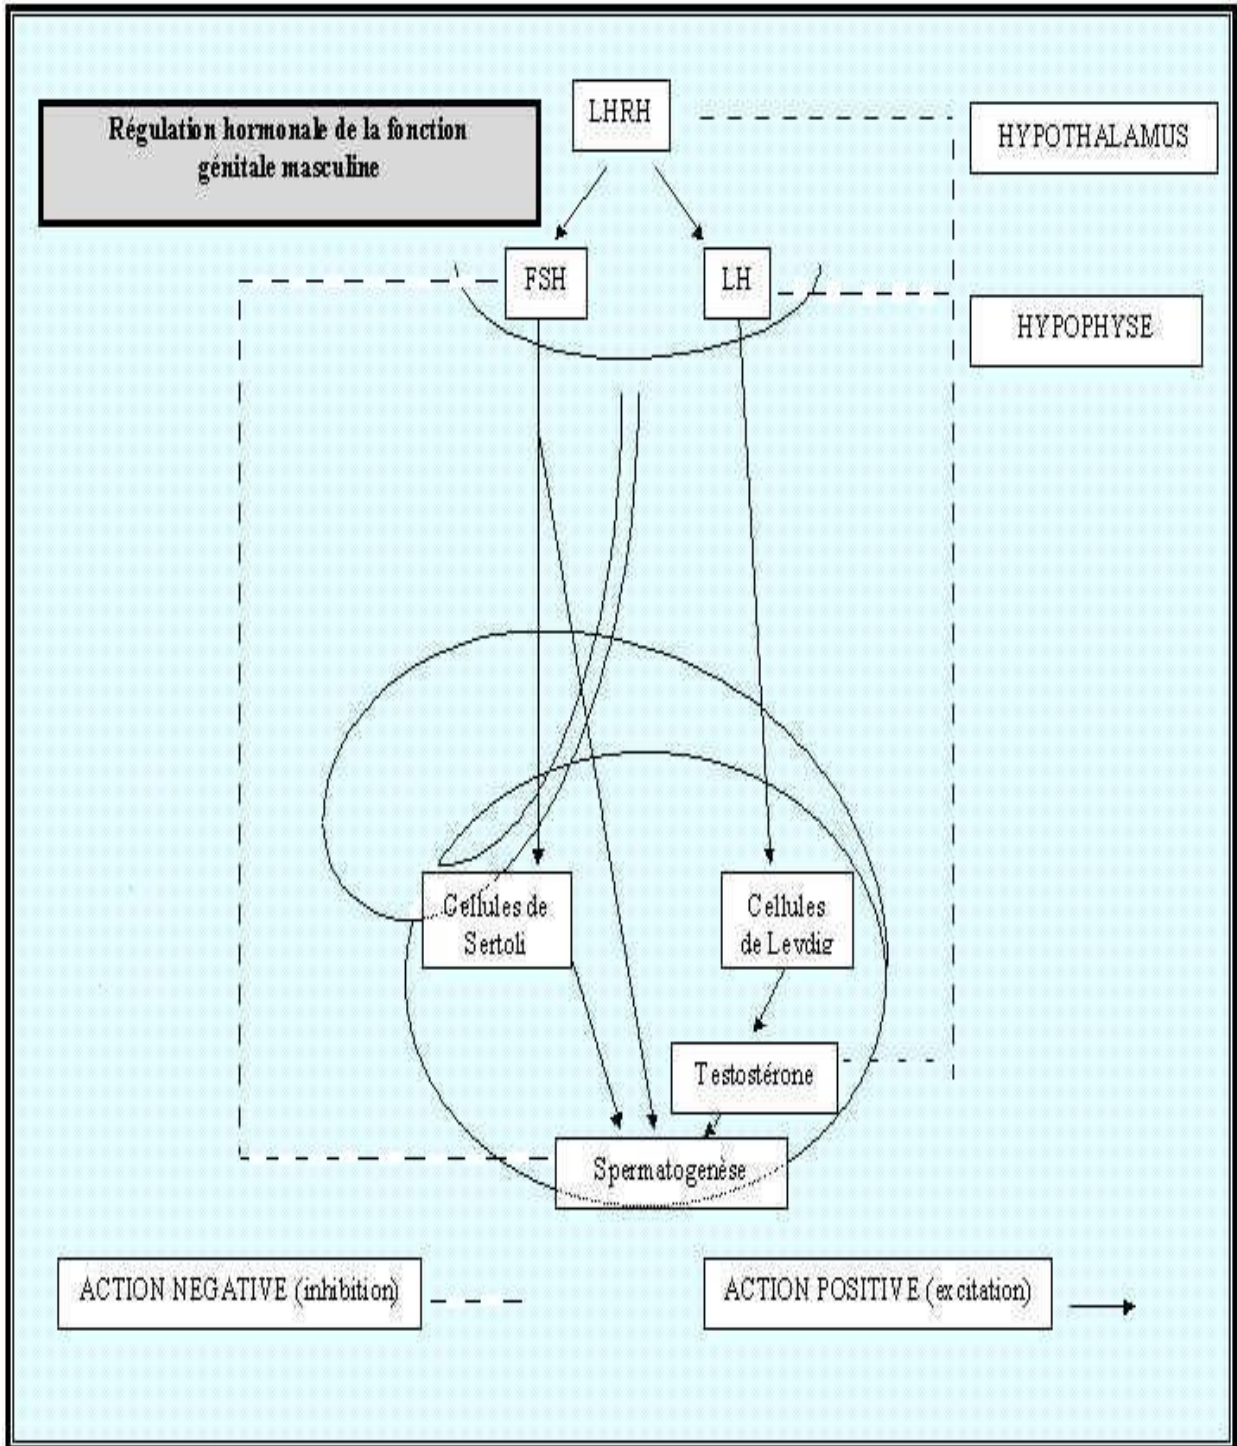 Régulation hormonale de la fonction
génitale masculine
LHRH
HYPOTHALAMUS
FSH
LH
HYPOPHYSE
Cellules de
Sertoli
Cellules
de Leydig
Testostérone
Spermatogenèse
ACTION NEGATIVE (inhibition)
ACTION POSITIVE (excitation)